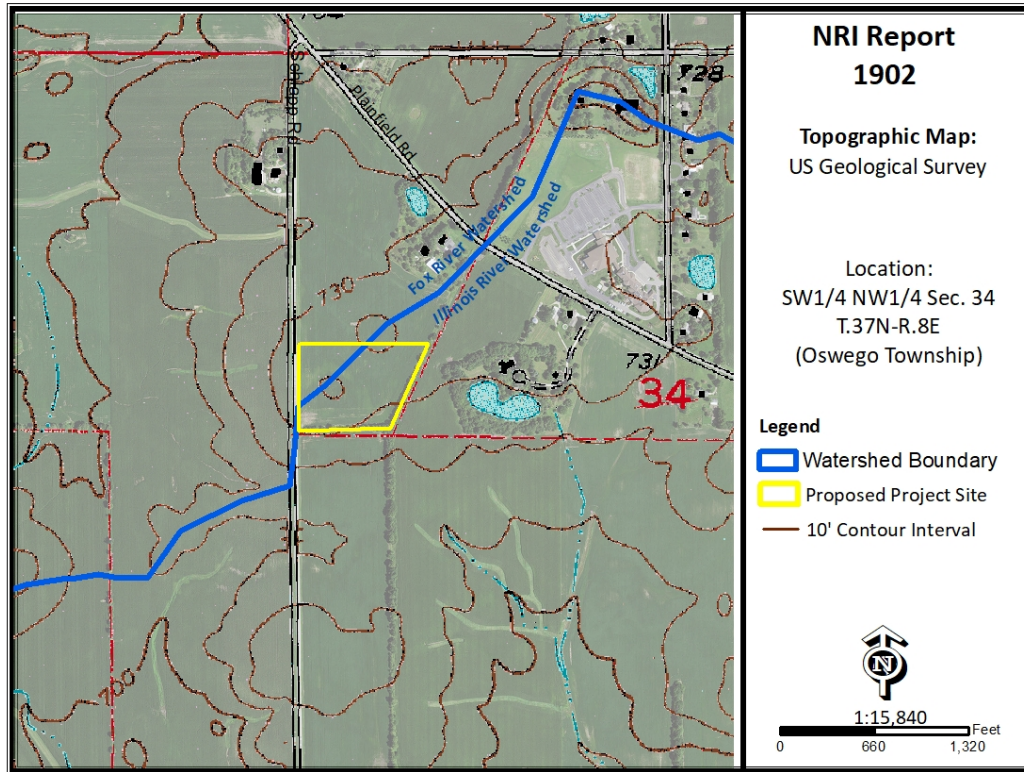 728
Schlapp Rd
Plainfield Rd
Fox River Watershed
Illinois River Watershed
730
731
34
700
NRI Report
1902
Topographic Map:
US Geological Survey
Location:
SW1/4 NW1/4 Sec. 34
T.37N-R.8E
(Oswego Township)
Legend
Watershed Boundary
Proposed Project Site
10' Contour Interval
N
1:15,840
Feet
0 660 1,320